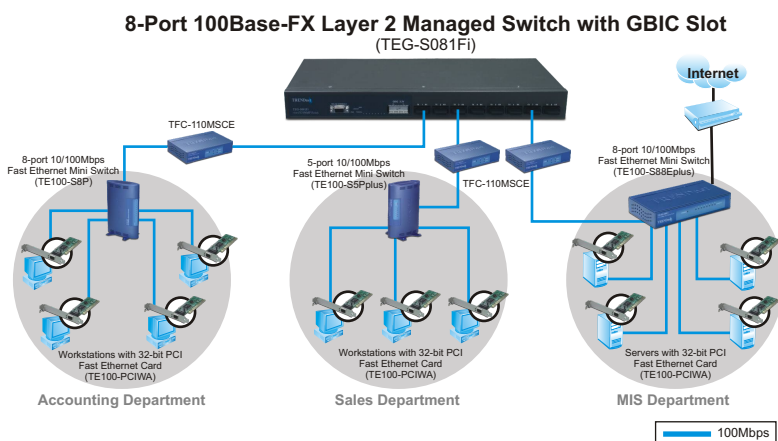 8-Port 100Base-FX Layer 2 Managed Switch with GBIC Slot
(TEG-S081Fi)
Internet
TFC-110MSCE
8-port 10/100Mbps
Fast Ethernet Mini Switch
(TE100-S8P)
5-port 10/100Mbps
Fast Ethernet Mini Switch
(TE100-S5Pplus)
TFC-110MSCE
8-port 10/100Mbps
Fast Ethernet Mini Switch
(TE100-S88Eplus)
Workstations with 32-bit PCI
Fast Ethernet Card
(TE100-PCIWA)
Accounting Department
Workstations with 32-bit PCI
Fast Ethernet Card
(TE100-PCIWA)
Sales Department
Servers with 32-bit PCI
Fast Ethernet Card
(TE100-PCIWA)
MIS Department
100Mbps